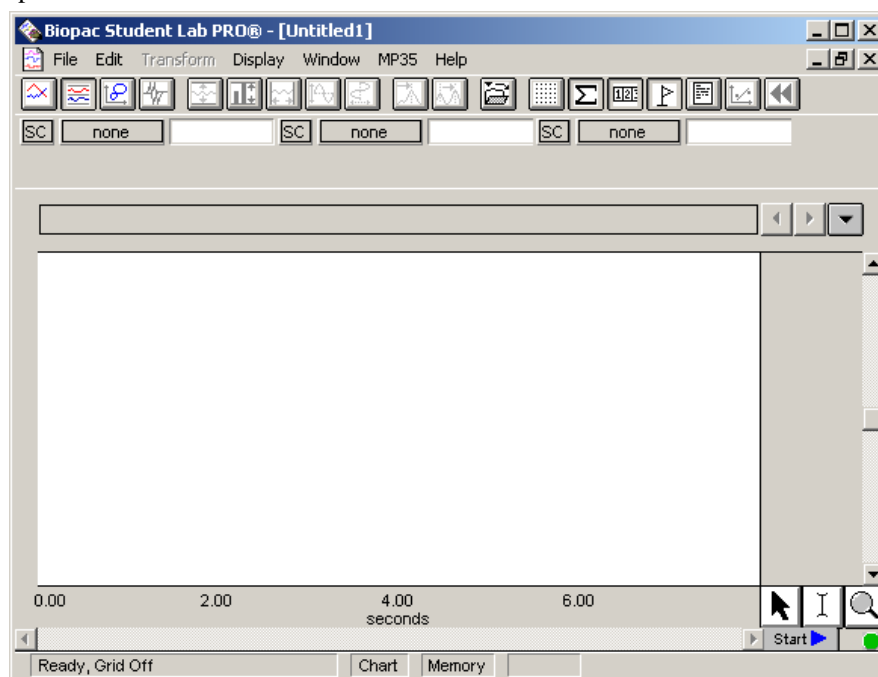 Biopac Student Lab PRO® - [Untitled1]
File Edit Transform Display Window MP35 Help
SC none SC none SC none
0.00 2.00 4.00 6.00
seconds
Start
Ready, Grid Off Chart Memory